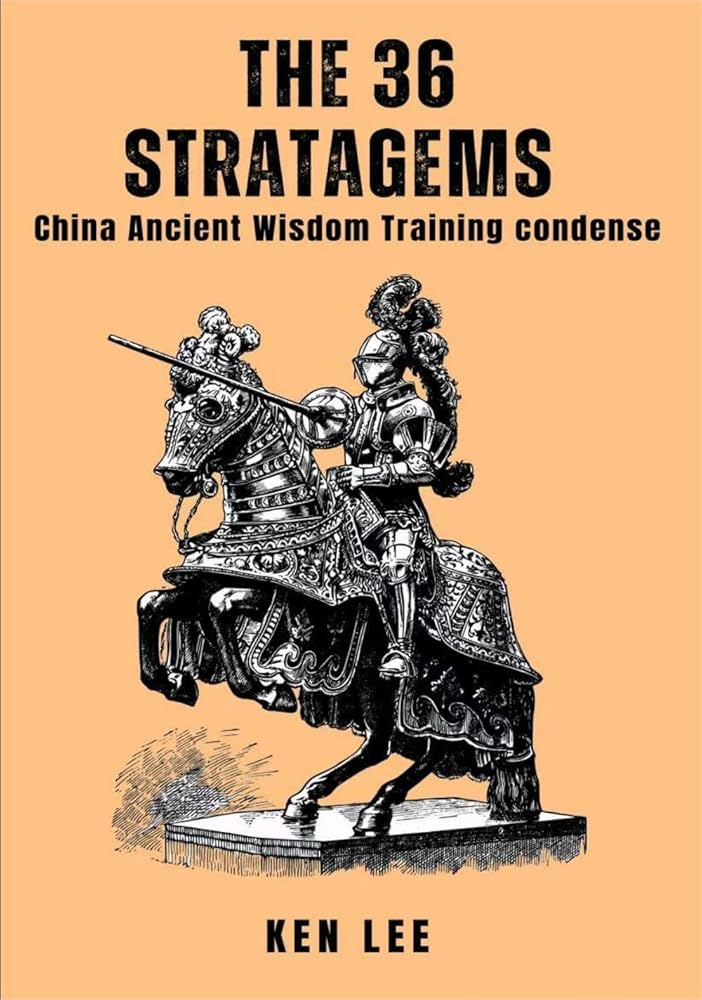 THE 36
STRATAGEMS
China Ancient Wisdom Training condense
KEN LEE